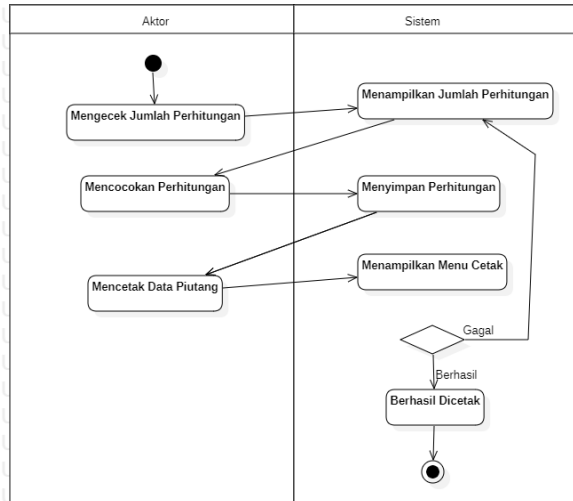 Aktor
Sistem
Mengecek Jumlah Perhitungan
Menampilkan Jumlah Perhitungan
Mencocokan Perhitungan
Menyimpan Perhitungan
Mencetak Data Piutang
Menampilkan Menu Cetak
Gagal
Berhasil
Berhasil Dicetak